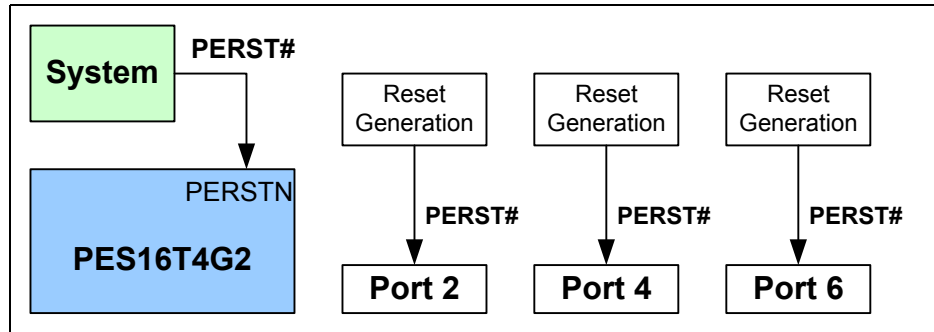 System
PERST#
PERSTN
PES16T4G2
Reset
Generation
PERST#
Port 2
Reset
Generation
PERST#
Port 4
Reset
Generation
PERST#
Port 6